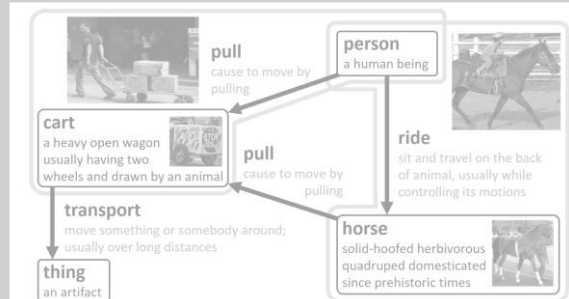 pull
cause to move by
pulling
person
a human being
cart
a heavy open wagon
usually having two
wheels and drawn by an animal
pull
cause to move by
pulling
ride
sit and travel on the back
of animal, usually while
controlling its motions
transport
move something or somebody around;
usually over long distances
horse
solid-hoofed herbivorous
quadruped domesticated
since prehistoric times
thing
an artifact